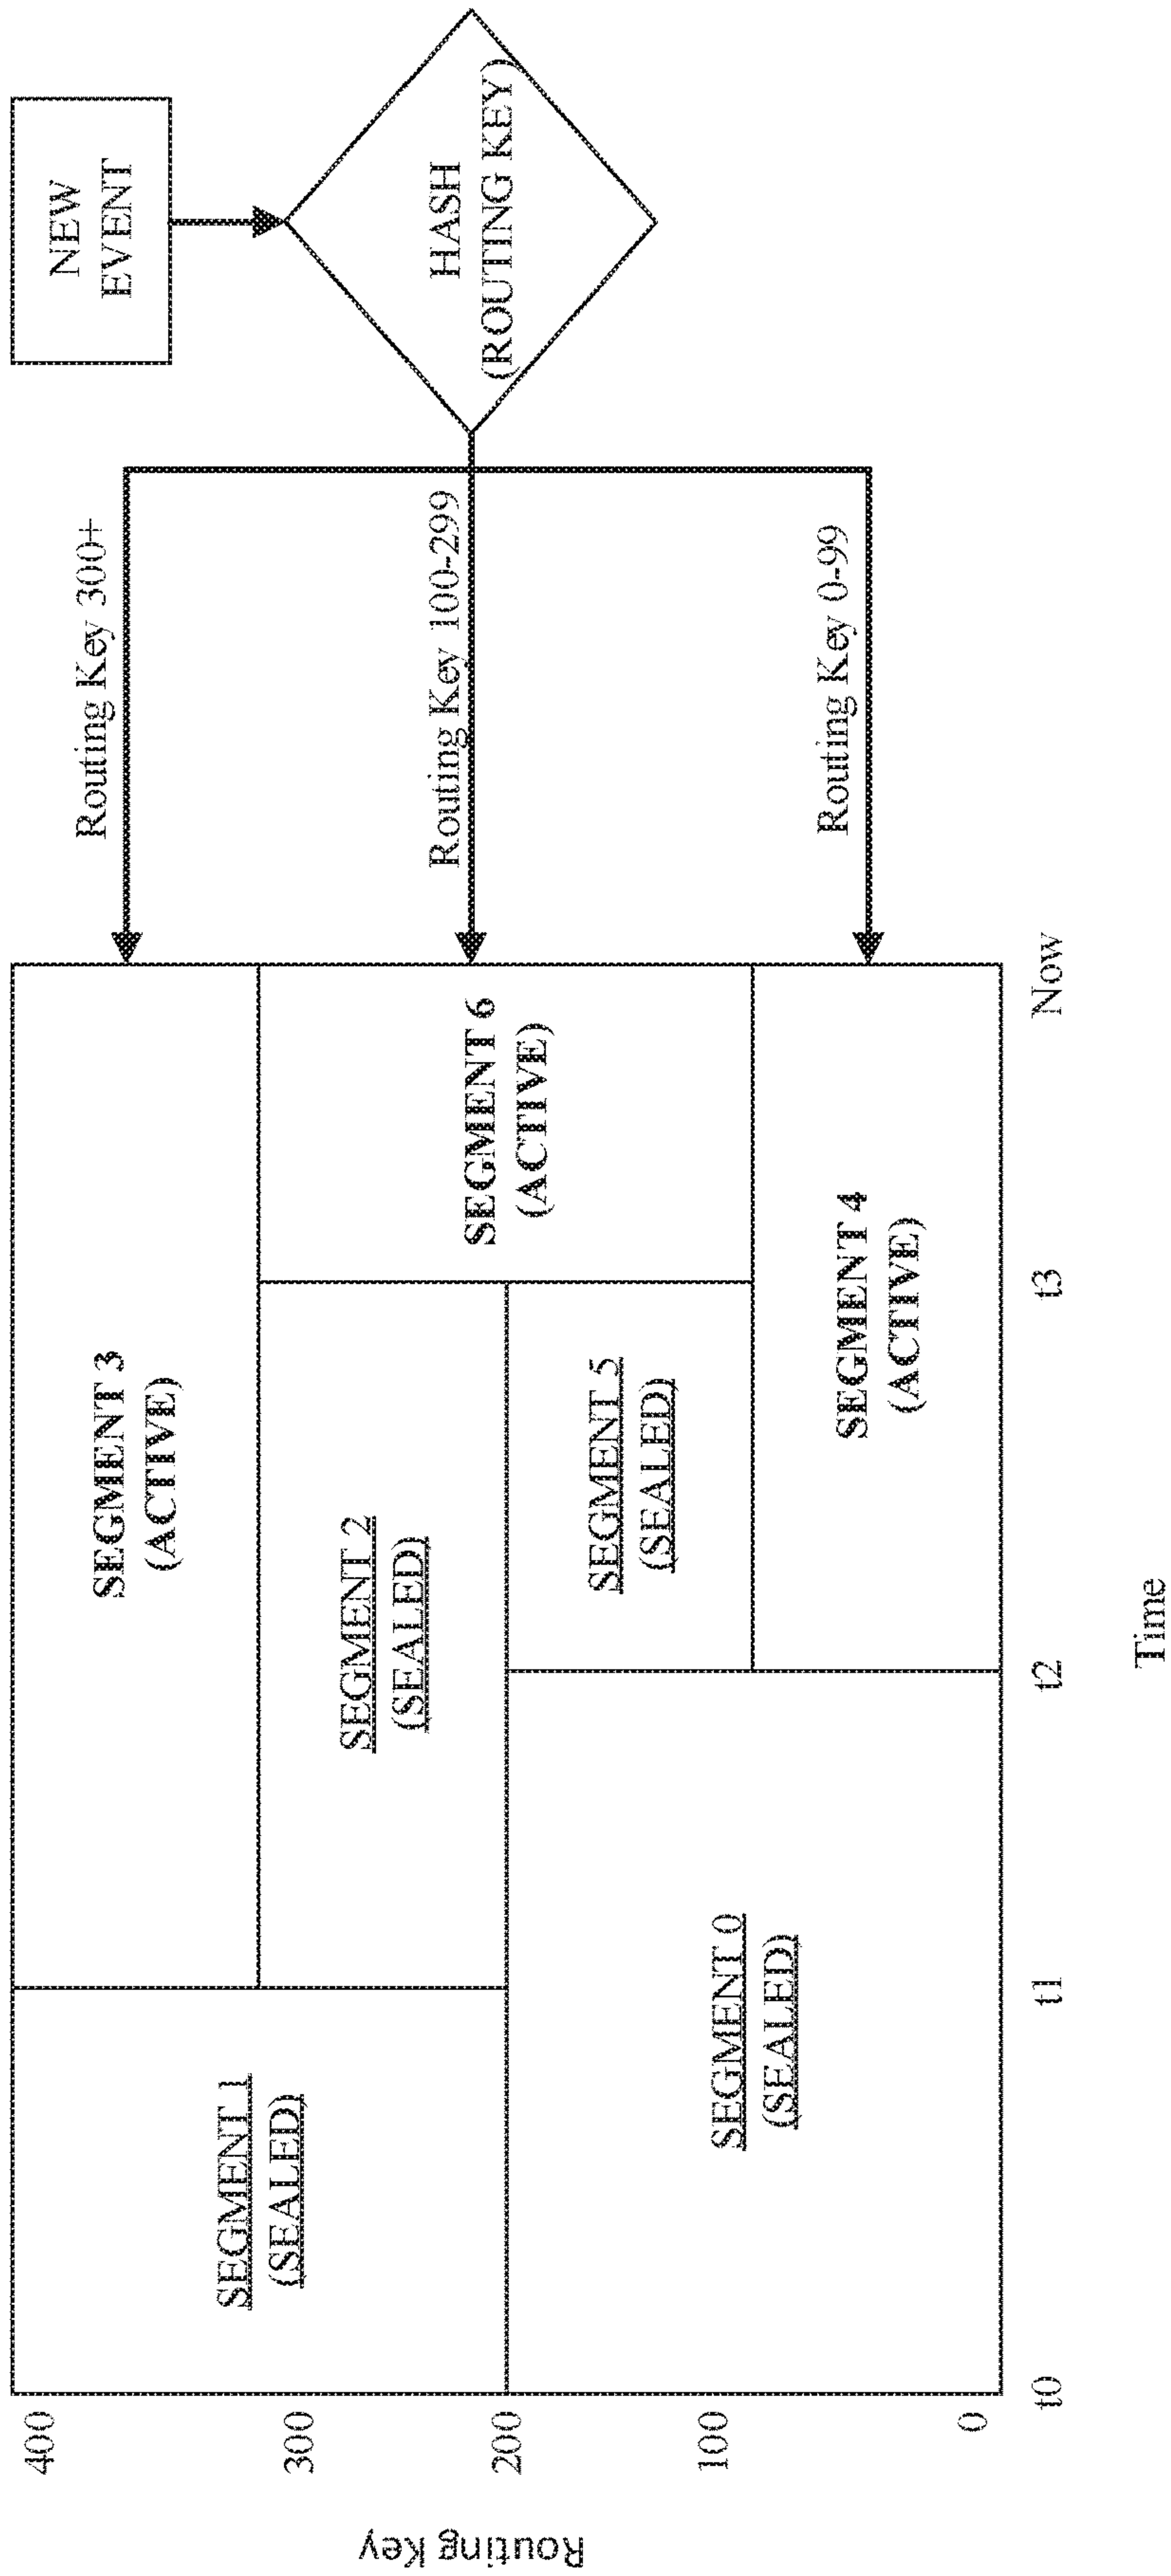 NEW
EVENT
HASH
(ROUTING KEY)
Routing Key 300+
Routing Key 100-299
Routing Key 0-99
SEGMENT 3
(ACTIVE)
SEGMENT 6
(ACTIVE)
SEGMENT 2
(SEALED)
SEGMENT 5
(SEALED)
SEGMENT 4
(ACTIVE)
SEGMENT 1
(SEALED)
SEGMENT 0
(SEALED)
400
300
200
100
0
Routing Key
t0
t1
t2
t3
Now
Time